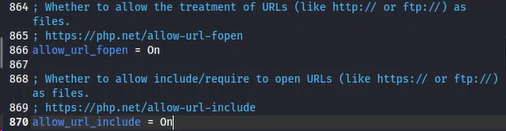 864 ; Whether to allow the treatment of URLs (like http:// or ftp://) as
files.
865 ; https://php.net/allow-url-fopen
866 allow_url_fopen = On
867
868 ; Whether to allow include/require to open URLs (like https:// or ftp://)
as files.
869 ; https://php.net/allow-url-include
870 allow_url_include = On